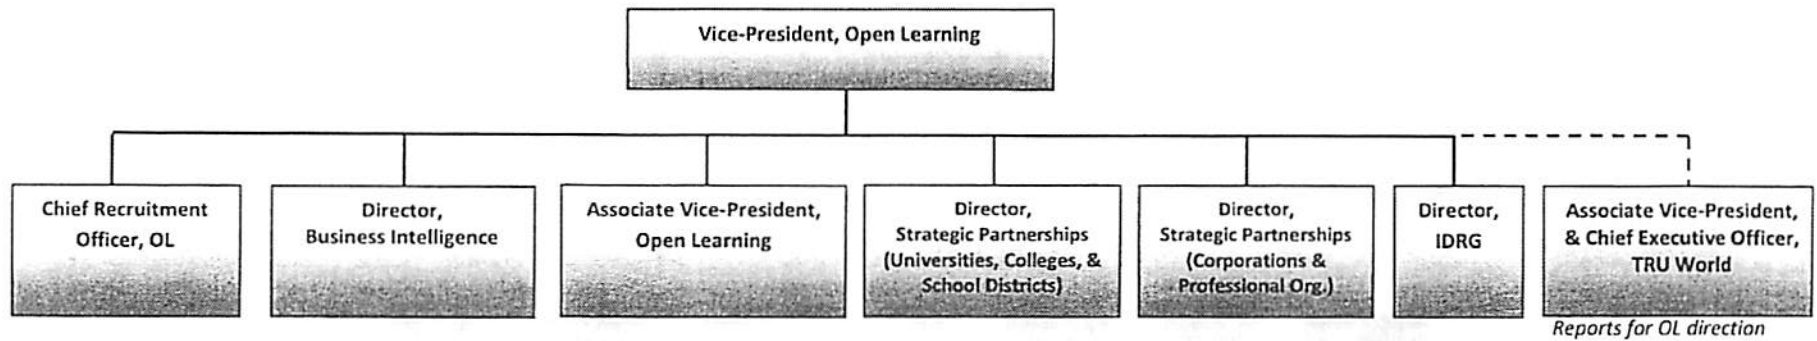 Vice-President, Open Learning
Chief Recruitment
Officer, OL
Director,
Business Intelligence
Associate Vice-President,
Open Learning
Director,
Strategic Partnerships
(Universities, Colleges, &
School Districts)
Director,
Strategic Partnerships
(Corporations &
Professional Org.)
Director,
IDRG
Associate Vice-President,
& Chief Executive Officer,
TRU World
Reports for OL direction